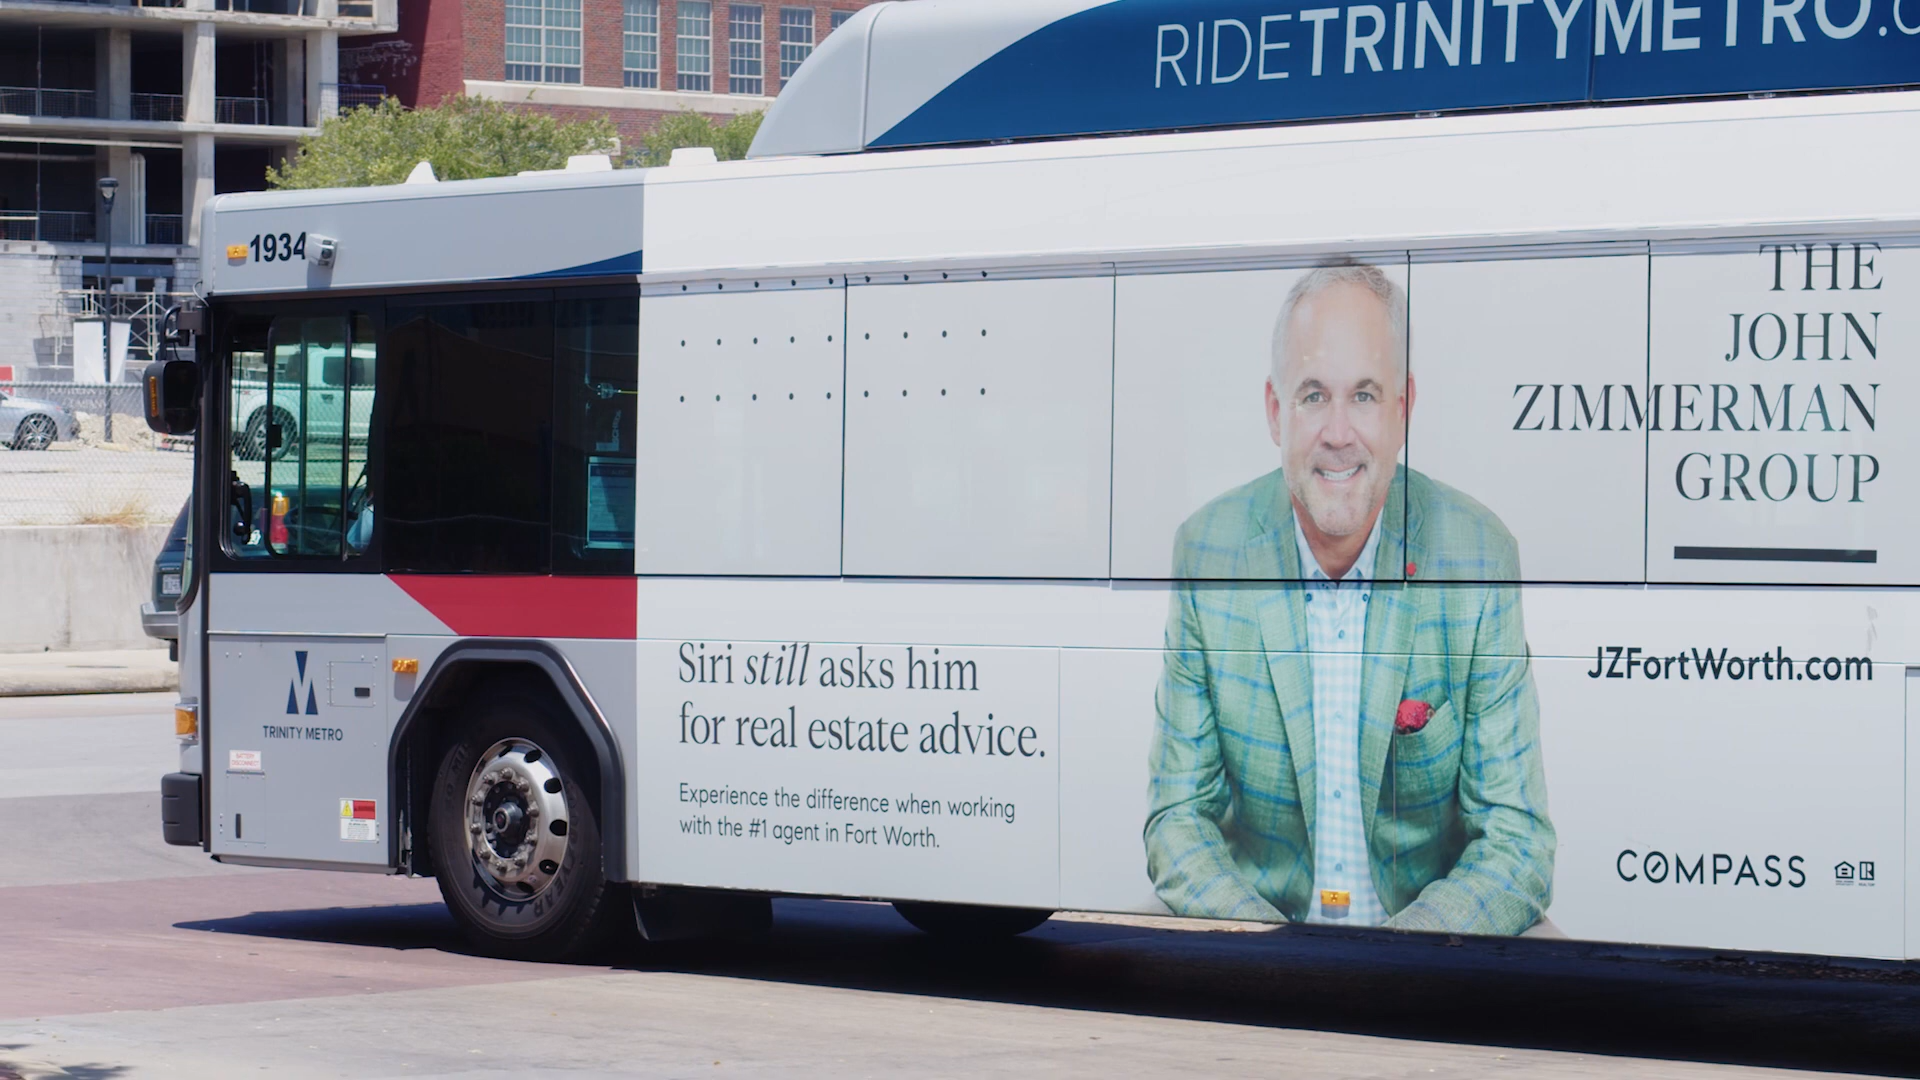 RIDETRINITYMETRO.
1934
THE
JOHN
ZIMMERMAN
GROUP
JZFortWorth.com
TRINITY METRO
Siri still asks him
for real estate advice.
Experience the difference when working
with the #1 agent in Fort Worth.
COMPASS